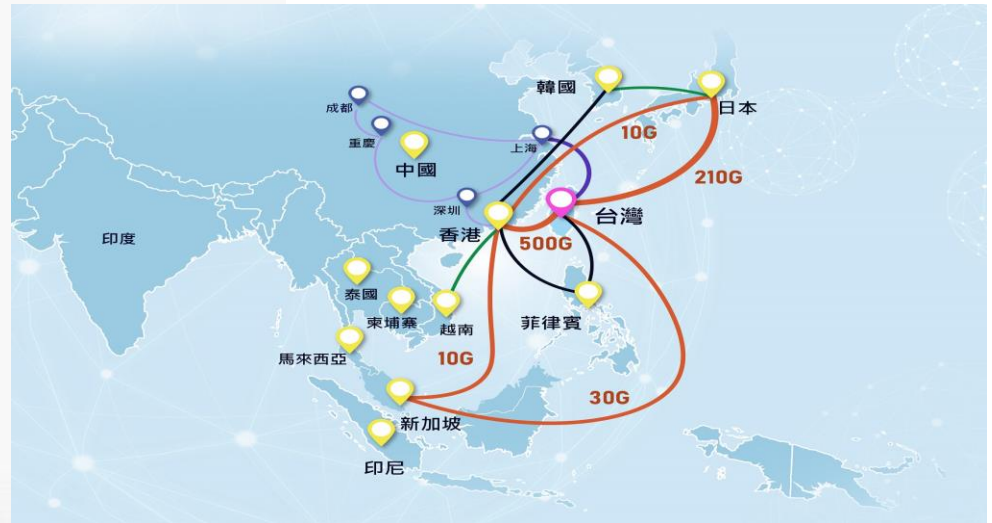 韓國
日本
成都
10G
重慶
上海
中國
210G
深圳
台灣
香港
印度
500G
泰國
柬埔寨
越南
菲律賓
馬來西亞
10G
30G
新加坡
印尼